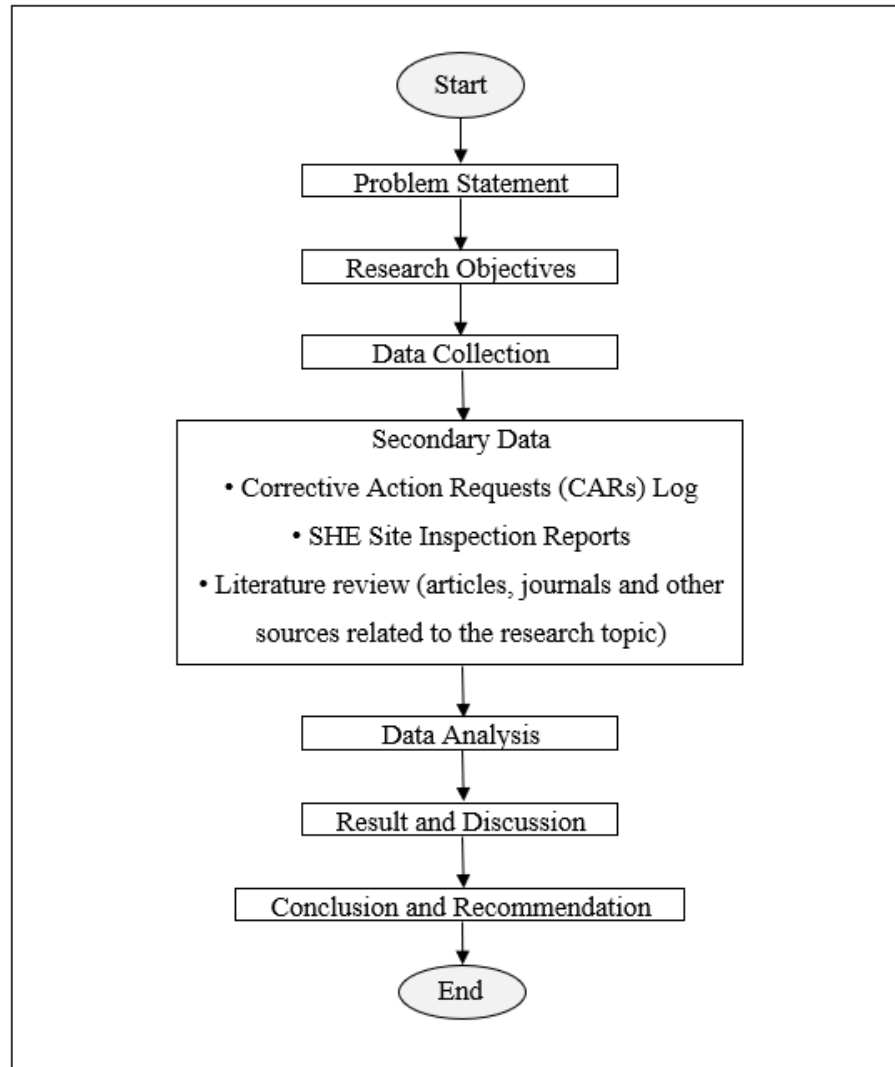 Start
Problem Statement
Research Objectives
Data Collection
Secondary Data
• Corrective Action Requests (CARs) Log
• SHE Site Inspection Reports
• Literature review (articles, journals and other
sources related to the research topic)
Data Analysis
Result and Discussion
Conclusion and Recommendation
End